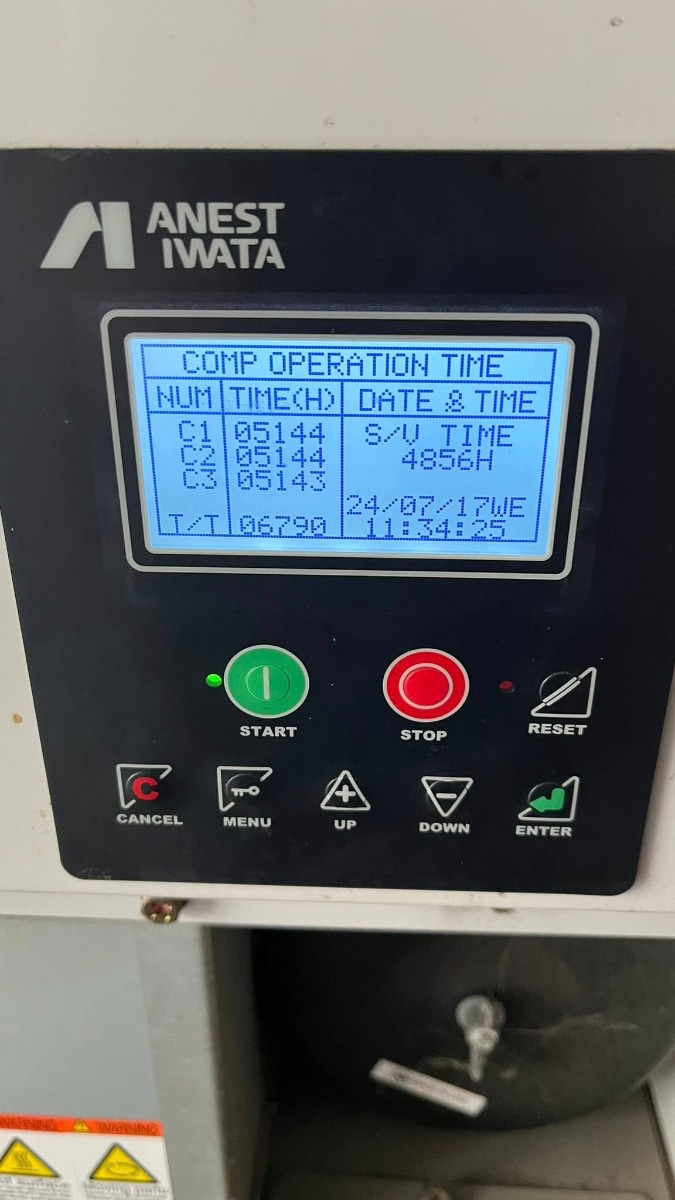 ANEST
IWATA
COMP OPERATION TIME
NUM TIME(H) DATE & TIME
C1 05144 S/V TIME
C2 05144 4856H
C3 05143
24/07/17WE
T/T 06790 11:34:25
START
STOP
RESET
C
CANCEL
MENU
UP
DOWN
ENTER
WARNING WARNING